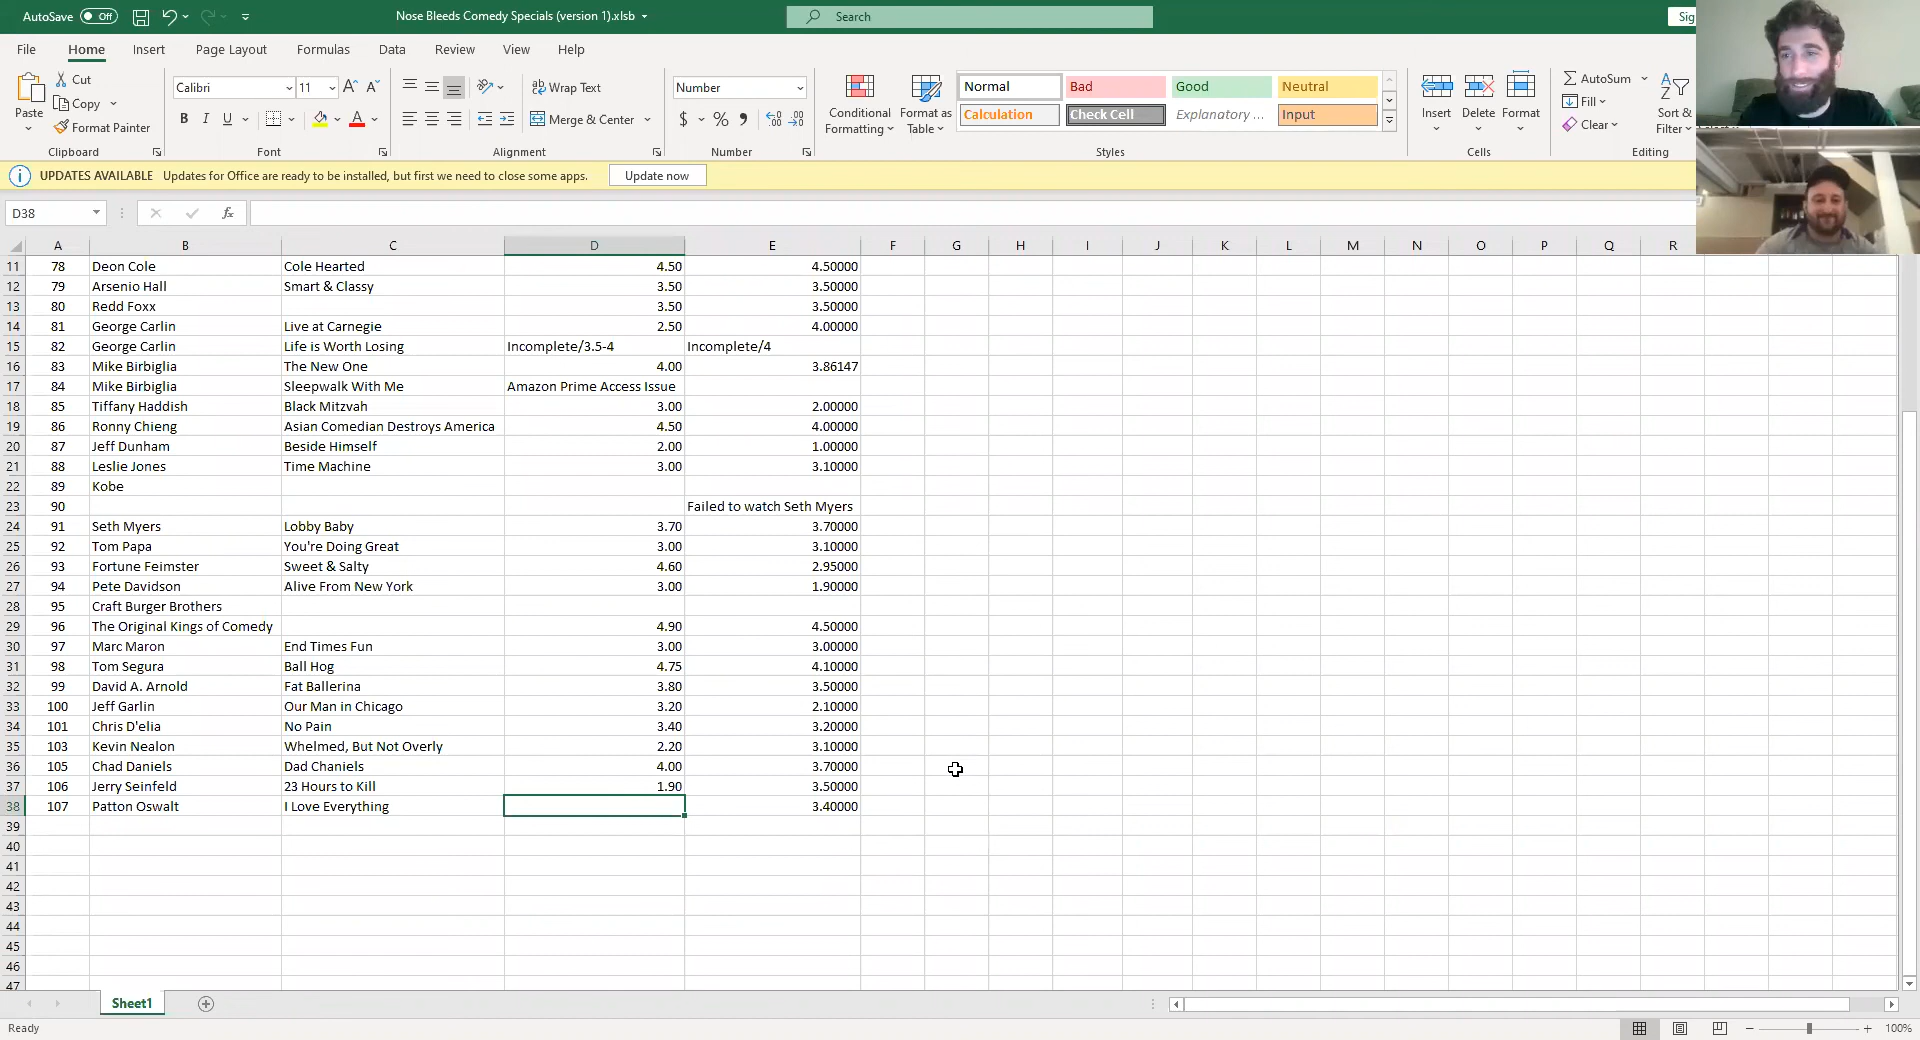 AutoSave Off Nose Bleeds Comedy Specials (version 1).xlsb Search Sig
File Home Insert Page Layout Formulas Data Review View Help
Cut
Copy
Format Painter
Paste
Clipboard
Calibri 11
B I U
Font
Wrap Text
Merge & Center
Alignment
Number
$ % 9
Number
Conditional
Formatting
Format as
Table
Normal Bad Good Neutral
Calculation Check Cell Explanatory ... Input
Styles
Insert Delete Format
Cells
AutoSum
Fill
Clear
Sort &
Filter
Editing
UPDATES AVAILABLE Updates for Office are ready to be installed, but first we need to close some apps. Update now
D38 fx
A B C D E F G H I J K L M N O P Q R
11 78 Deon Cole Cole Hearted 4.50 4.50000
12 79 Arsenio Hall Smart & Classy 3.50 3.50000
13 80 Redd Foxx 3.50 3.50000
14 81 George Carlin Live at Carnegie 2.50 4.00000
15 82 George Carlin Life is Worth Losing Incomplete/3.5-4 Incomplete/4
16 83 Mike Birbiglia The New One 4.00 3.86147
17 84 Mike Birbiglia Sleepwalk With Me Amazon Prime Access Issue
18 85 Tiffany Haddish Black Mitzvah 3.00 2.00000
19 86 Ronny Chieng Asian Comedian Destroys America 4.50 4.00000
20 87 Jeff Dunham Beside Himself 2.00 1.00000
21 88 Leslie Jones Time Machine 3.00 3.10000
22 89 Kobe
23 90 Failed to watch Seth Myers
24 91 Seth Myers Lobby Baby 3.70 3.70000
25 92 Tom Papa You're Doing Great 3.00 3.10000
26 93 Fortune Feimster Sweet & Salty 4.60 2.95000
27 94 Pete Davidson Alive From New York 3.00 1.90000
28 95 Craft Burger Brothers
29 96 The Original Kings of Comedy 4.90 4.50000
30 97 Marc Maron End Times Fun 3.00 3.00000
31 98 Tom Segura Ball Hog 4.75 4.10000
32 99 David A. Arnold Fat Ballerina 3.80 3.50000
33 100 Jeff Garlin Our Man in Chicago 3.20 2.10000
34 101 Chris D'elia No Pain 3.40 3.20000
35 103 Kevin Nealon Whelmed, But Not Overly 2.20 3.10000
36 105 Chad Daniels Dad Chaniels 4.00 3.70000
37 106 Jerry Seinfeld 23 Hours to Kill 1.90 3.50000
38 107 Patton Oswalt I Love Everything 3.40000
39
40
41
42
43
44
45
46
47
Sheet1
Ready 100%